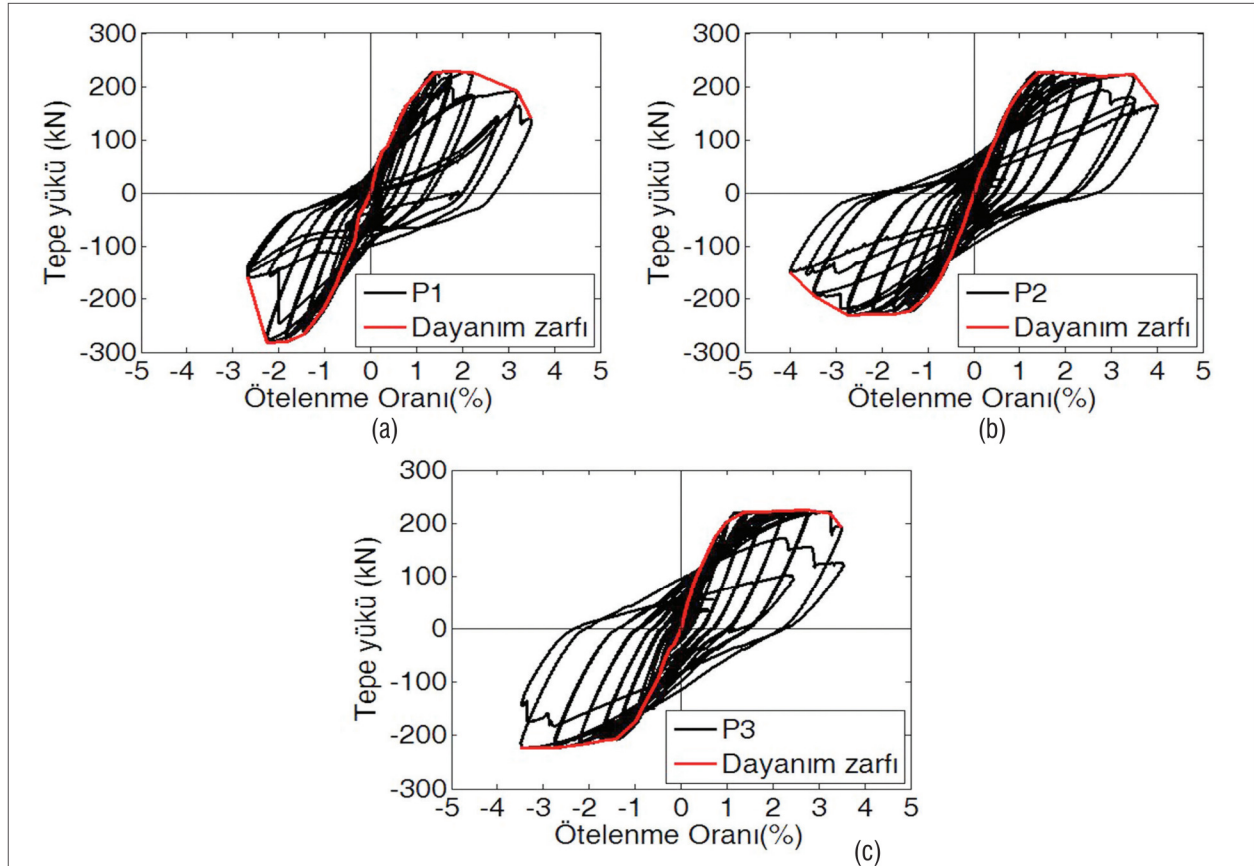 300
200
100
0
-100
-200
-300
-5 -4 -3 -2 -1 0 1 2 3 4 5
Tepe yükü (kN)
Ötelenme Oranı(%)
P1
Dayanım zarfı
(a)
300
200
100
0
-100
-200
-300
-5 -4 -3 -2 -1 0 1 2 3 4 5
Tepe yükü (kN)
Ötelenme Oranı(%)
P2
Dayanım zarfı
(b)
300
200
100
0
-100
-200
-300
-5 -4 -3 -2 -1 0 1 2 3 4 5
Tepe yükü (kN)
Ötelenme Oranı(%)
P3
Dayanım zarfı
(c)